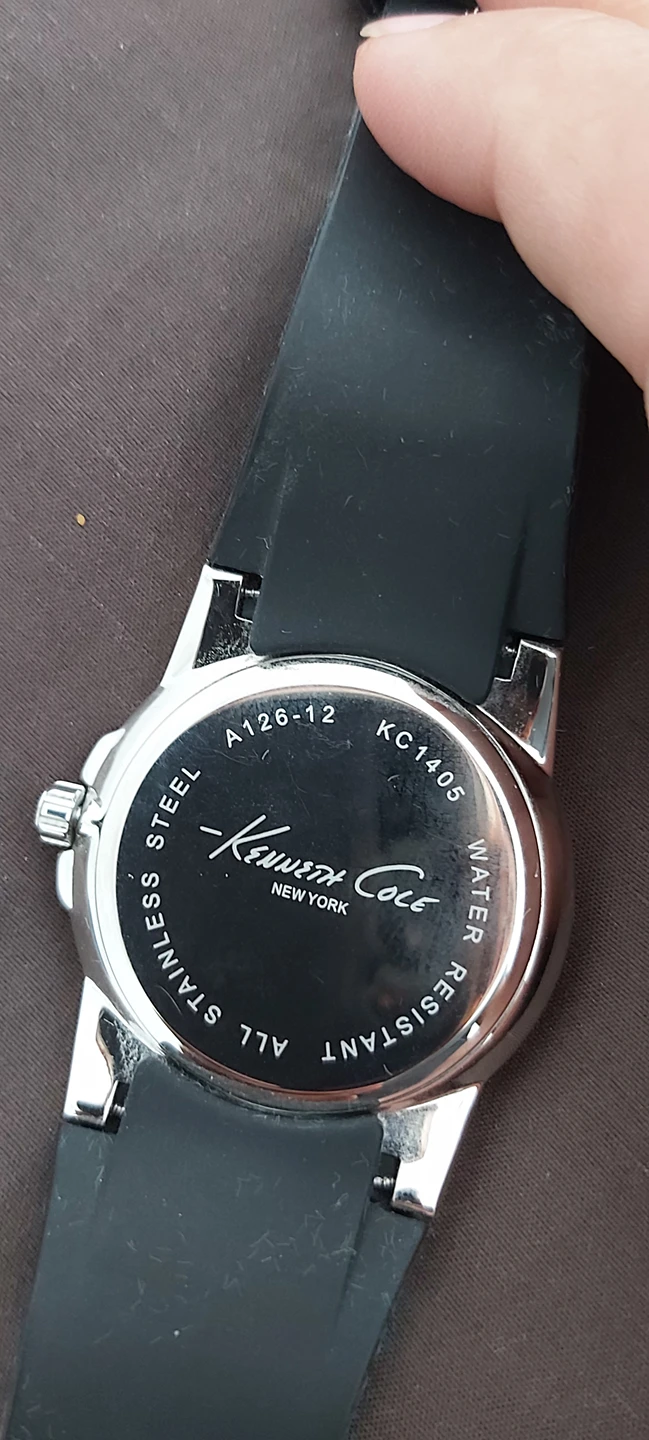 A126-12 KC1405
WATER RESISTANT ALL STAINLESS STEEL
KENNETH COLE
NEW YORK